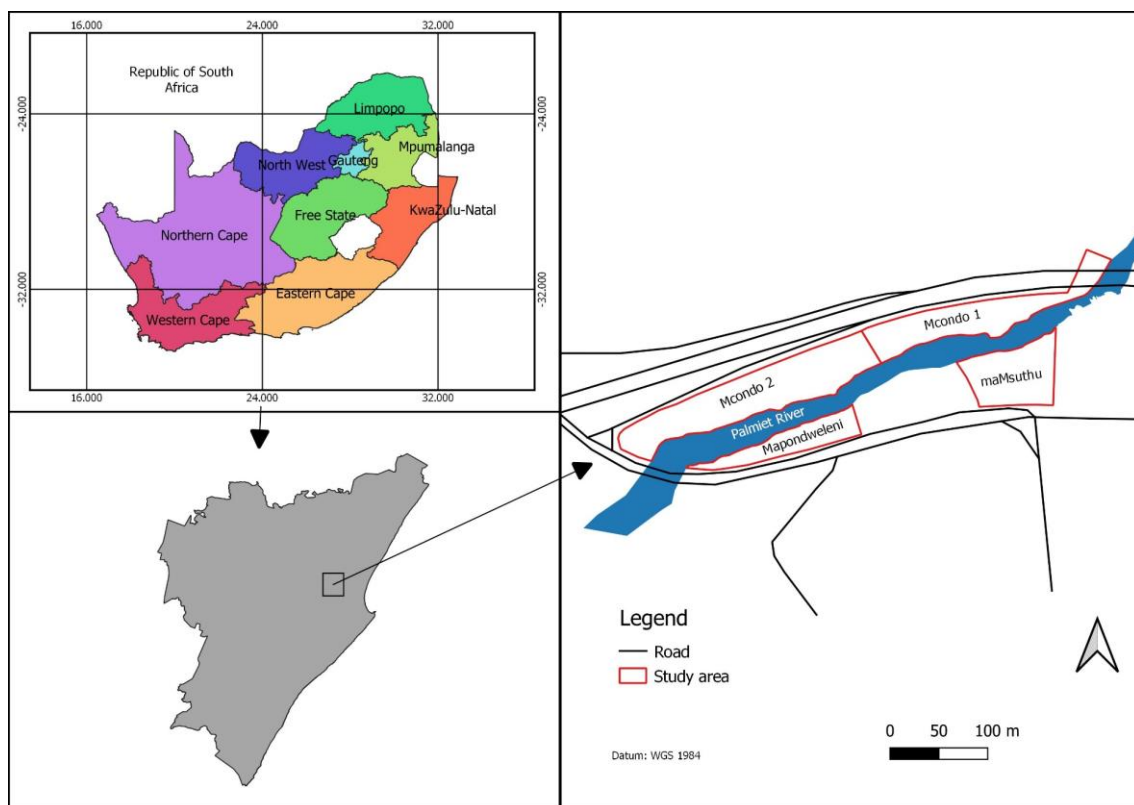 16.000
24.000
32.000
Republic of South
Africa
-24.000
-24.000
Limpopo
Mpumalanga
North West
Gauteng
KwaZulu-Natal
Free State
Northern Cape
-32.000
-32.000
Eastern Cape
Western Cape
16.000
24.000
32.000
Mcondo 1
maMsuthu
Mcondo 2
Palmiet River
Mapondweleni
Legend
Road
Study area
0 50 100 m
Datum: WGS 1984